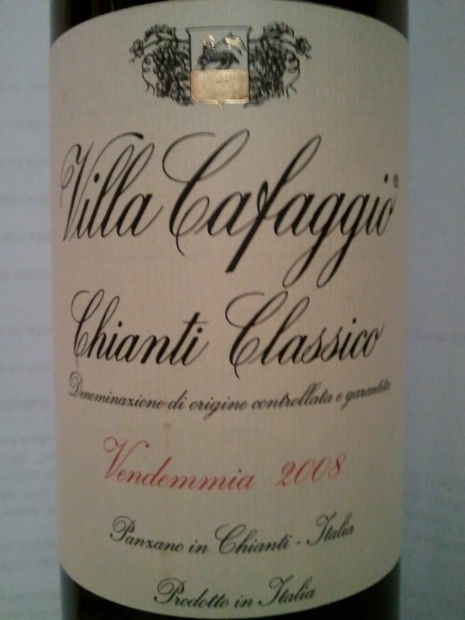 Villa Cafaggio®
Chianti Classico
Denominazione di origine controllata e garantita
Vendemmia 2008
Panzano in Chianti - Italia
Prodotto in Italia